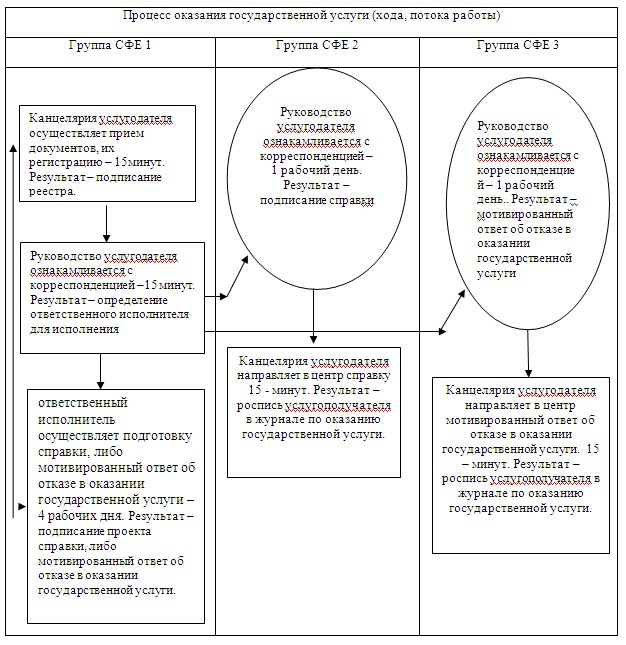 Процесс оказания государственной услуги (хода, потока работы)
Группа СФЕ 1
Группа СФЕ 2
Группа СФЕ 3
Канцелярия услугодателя
осуществляет прием
документов, их
регистрацию – 15минут.
Результат – подписание
реестра.
Руководство услугодателя
ознакамливается с
корреспонденцией –15 минут.
Результат – определение
ответственного исполнителя
для исполнения
ответственный
исполнитель
осуществляет подготовку
справки, либо
мотивированный ответ об
отказе в оказании
государственной услуги –
4 рабочих дня. Результат –
подписание проекта
справки, либо
мотивированный ответ об
отказе в оказании
государственной услуги.
Руководство
услугодателя
ознакамливается с
корреспонденцией –
1 рабочий день.
Результат –
подписание справки
Канцелярия услугодателя
направляет в центр справку
15 - минут. Результат –
роспись услугополучателя
в журнале по оказанию
государственной услуги.
Руководство
услугодателя
ознакамливается с
корреспонденцие
й – 1 рабочий
день.. Результат –
мотивированный
ответ об отказе в
оказании
государственной
услуги
Канцелярия услугодателя
направляет в центр
мотивированный ответ об
отказе в оказании
государственной услуги. 15
– минут. Результат –
роспись услугополучателя в
журнале по оказанию
государственной услуги.